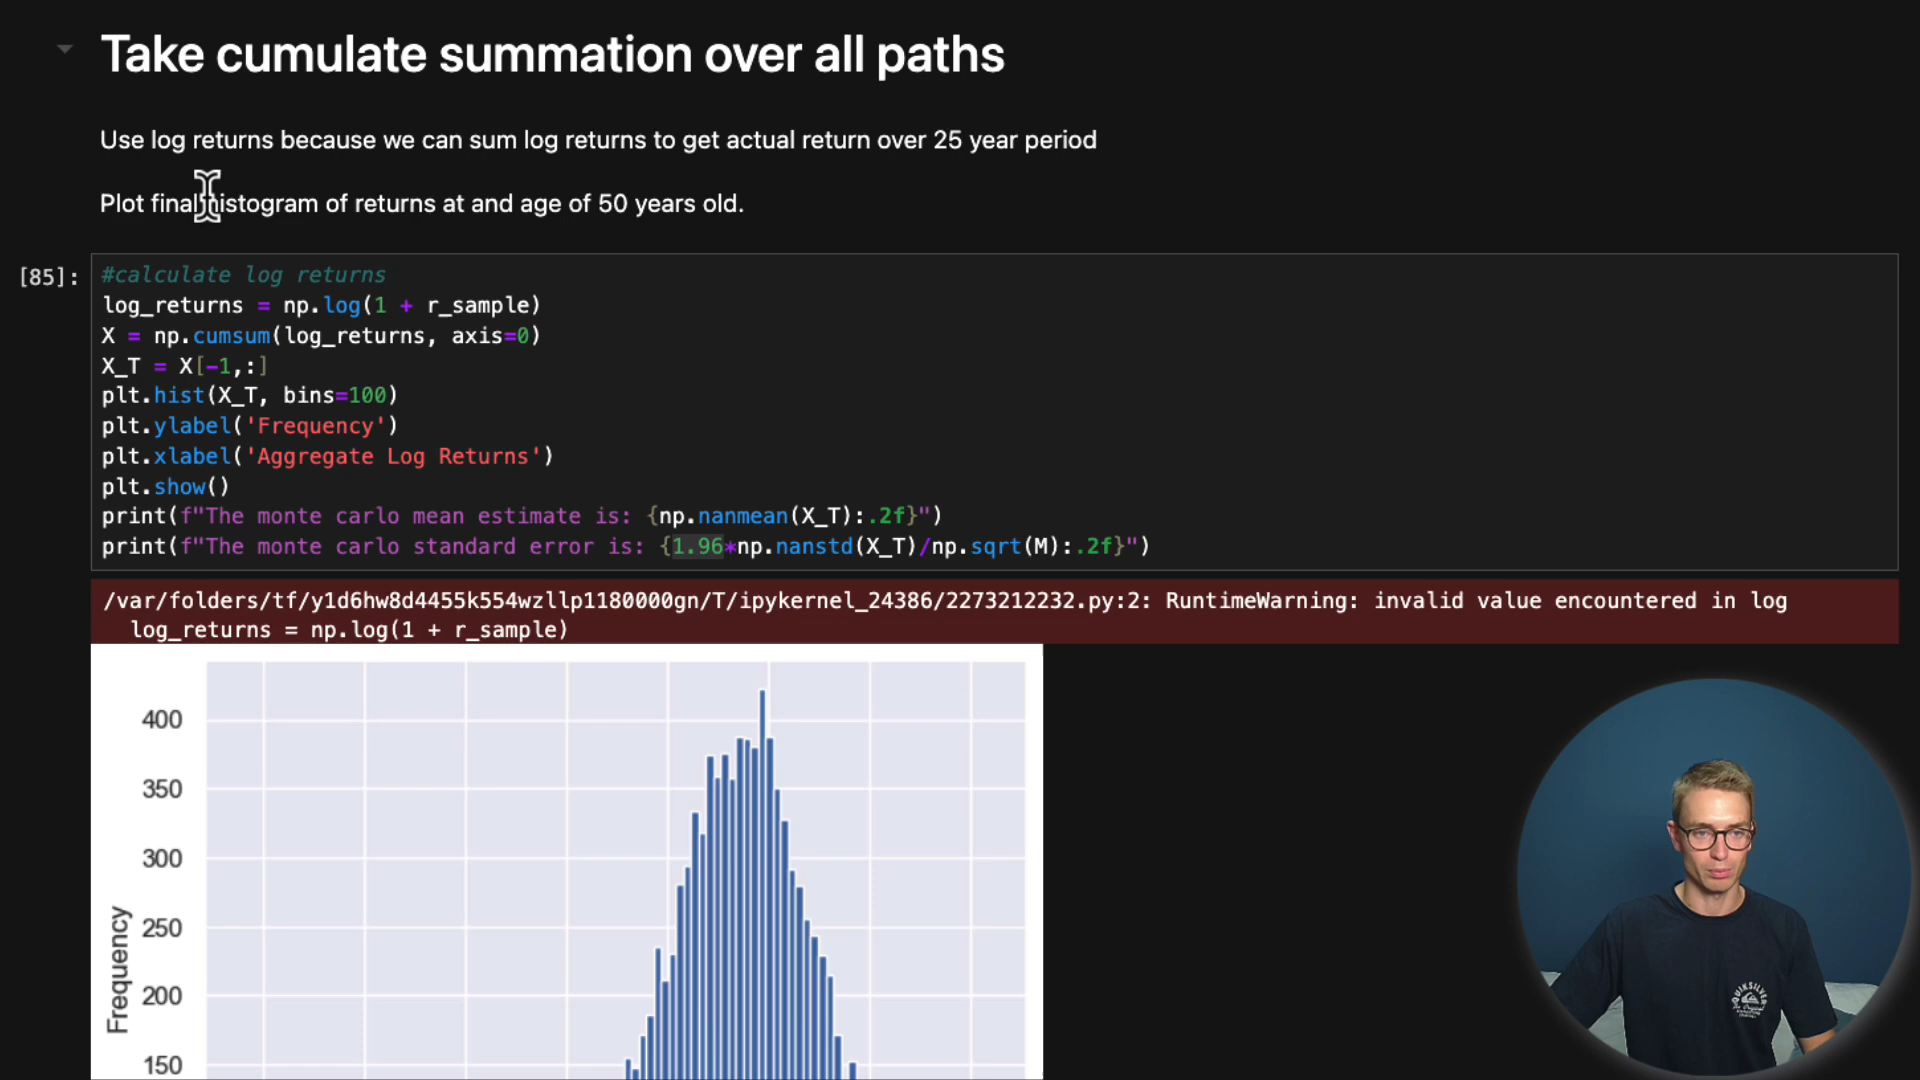 Take cumulate summation over all paths
Use log returns because we can sum log returns to get actual return over 25 year period
Plot final histogram of returns at and age of 50 years old.
[85]:
#calculate log returns
log_returns = np.log(1 + r_sample)
X = np.cumsum(log_returns, axis=0)
X_T = X[-1,:]
plt.hist(X_T, bins=100)
plt.ylabel('Frequency')
plt.xlabel('Aggregate Log Returns')
plt.show()
print(f"The monte carlo mean estimate is: {np.nanmean(X_T):.2f}")
print(f"The monte carlo standard error is: {1.96*np.nanstd(X_T)/np.sqrt(M):.2f}")
/var/folders/tf/y1d6hw8d4455k554wzllp1180000gn/T/ipykernel_24386/2273212232.py:2: RuntimeWarning: invalid value encountered in log
log_returns = np.log(1 + r_sample)
400
350
300
250
200
150
Frequency
QUIKSILVER